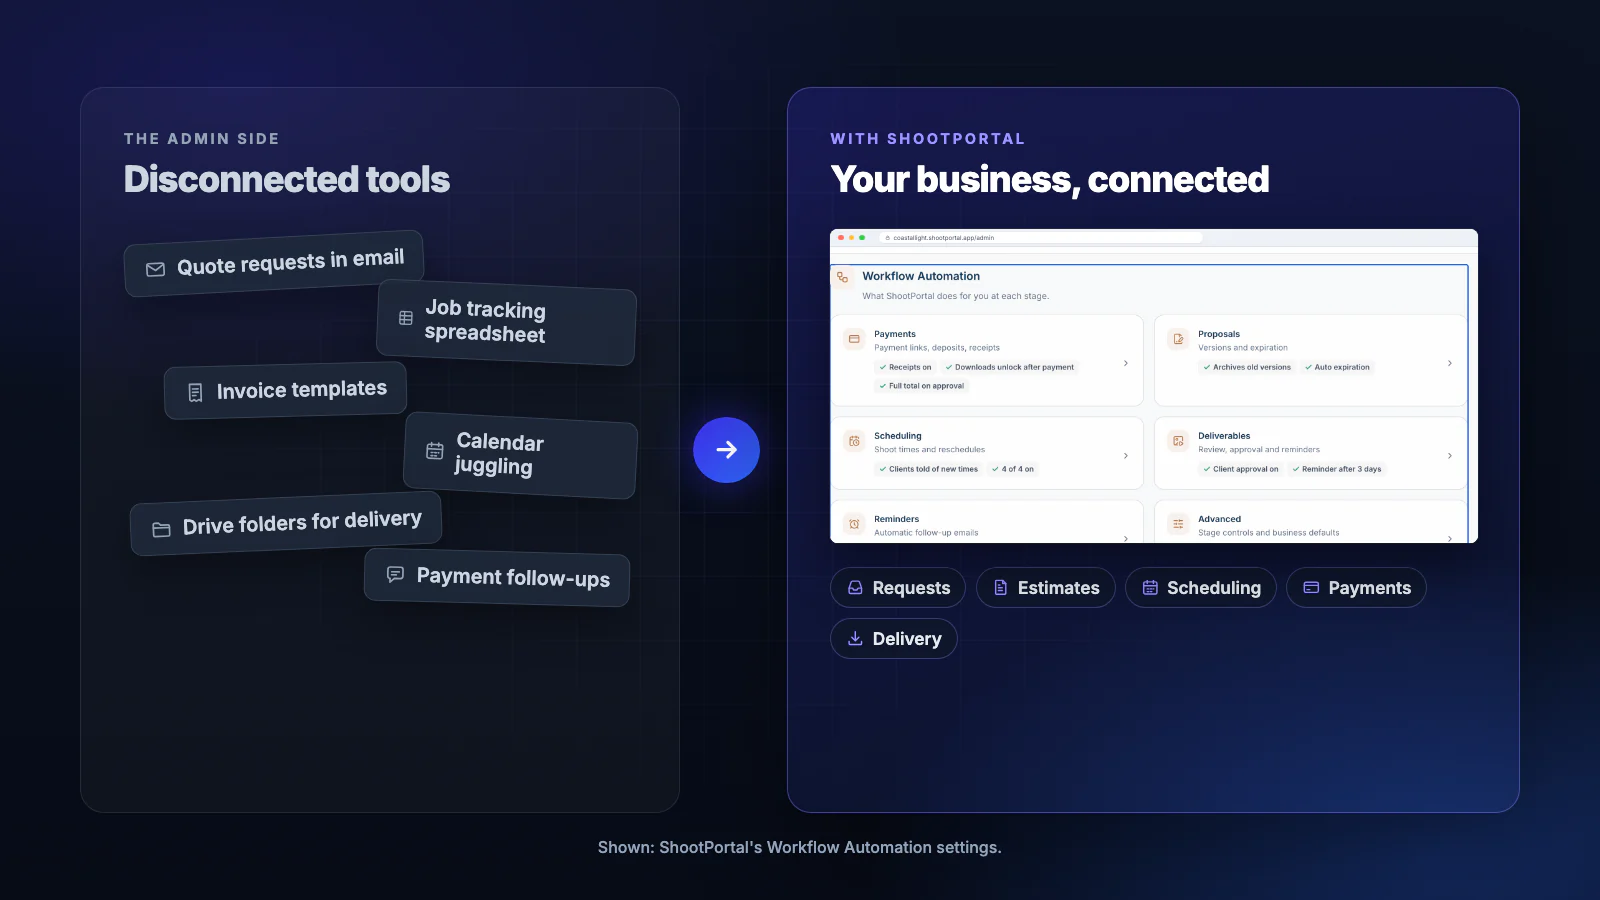 THE ADMIN SIDE
Disconnected tools
Quote requests in email
Job tracking
spreadsheet
Invoice templates
Calendar
juggling
Drive folders for delivery
Payment follow-ups
WITH SHOOTPORTAL
Your business, connected
coastallight.shootportal.app/admin
Workflow Automation
What ShootPortal does for you at each stage.
Payments
Payment links, deposits, receipts
Receipts on
Downloads unlock after payment
Full total on approval
Proposals
Versions and expiration
Archives old versions
Auto expiration
Scheduling
Shoot times and reschedules
Clients told of new times
4 of 4 on
Deliverables
Review, approval and reminders
Client approval on
Reminder after 3 days
Reminders
Automatic follow-up emails
Advanced
Stage controls and business defaults
Requests
Estimates
Scheduling
Payments
Delivery
Shown: ShootPortal's Workflow Automation settings.